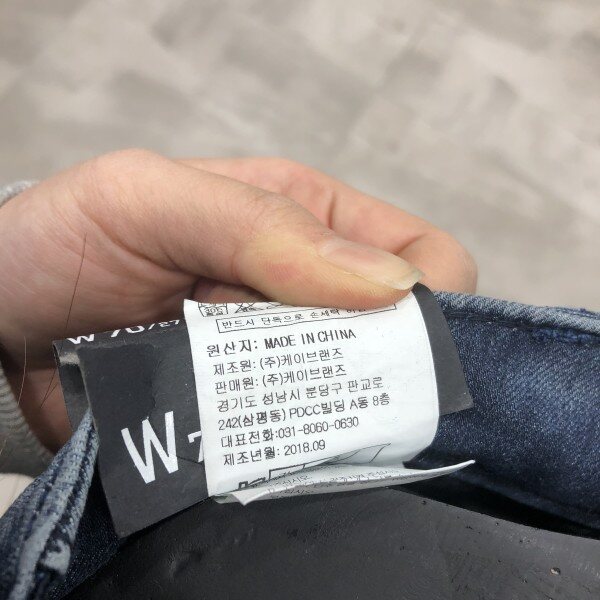 W 70/27
반드시 단독으로 손세탁 하
원산지: MADE IN CHINA
제조원: (주)케이브랜즈
판매원: (주)케이브랜즈
경기도 성남시 분당구 판교로
242(삼평동) PDCC빌딩 A동 8층
대표전화:031-8060-0630
제조년월: 2018.09
W 7